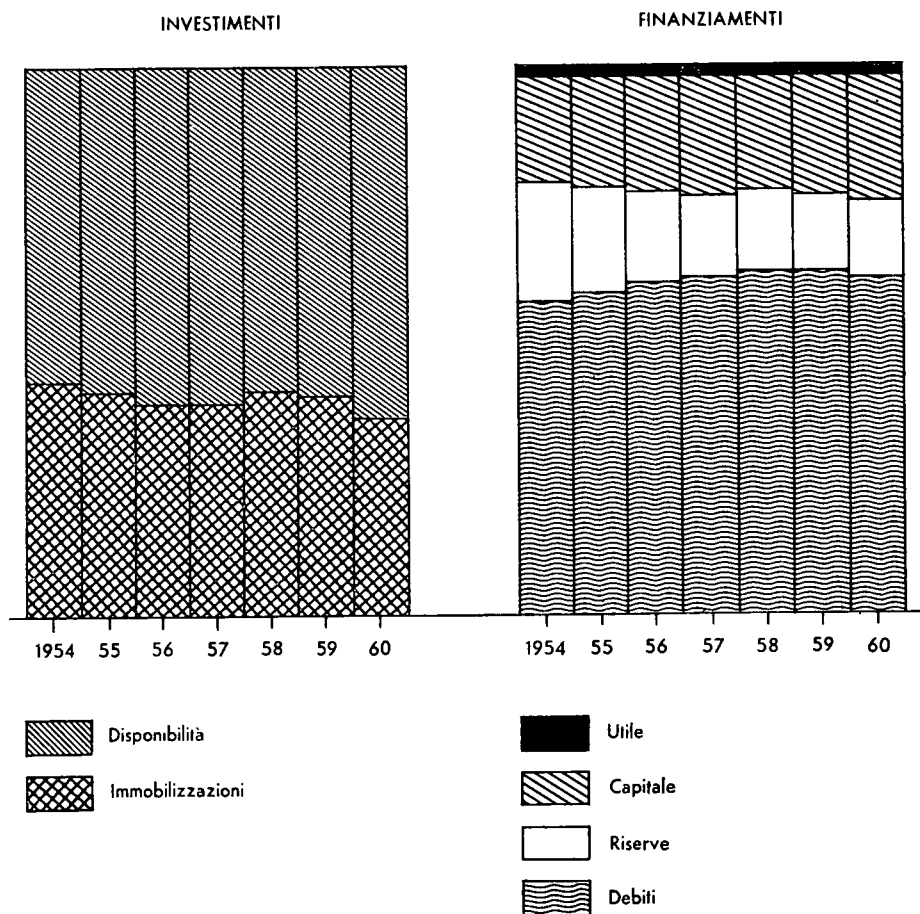 INVESTIMENTI
FINANZIAMENTI
1954 55 56 57 58 59 60
1954 55 56 57 58 59 60
Disponibilità
Immobilizzazioni
Utile
Capitale
Riserve
Debiti